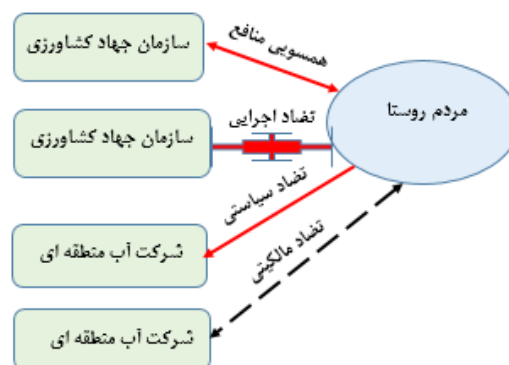 سازمان جهاد کشاورزی
همسویی منافع
مردم روستا
سازمان جهاد کشاورزی
تضاد اجرایی
تضاد سیاستی
شرکت آب منطقه ای
تضاد مالکیتی
شرکت آب منطقه ای